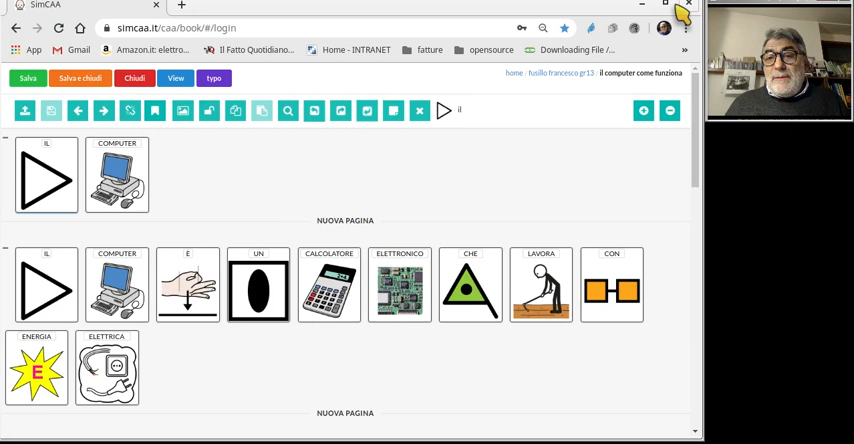 SimCAA
simcaa.it/caa/book/#/login
App Gmail Amazon.it: elettro... Il Fatto Quotidiano... Home - INTRANET fatture opensource Downloading File /... »
Salva Salva e chiudi Chiudi View typo
home / fusillo francesco gr13 / il computer come funziona
il
IL COMPUTER
NUOVA PAGINA
IL COMPUTER È UN CALCOLATORE ELETTRONICO CHE LAVORA CON
ENERGIA ELETTRICA
E
NUOVA PAGINA